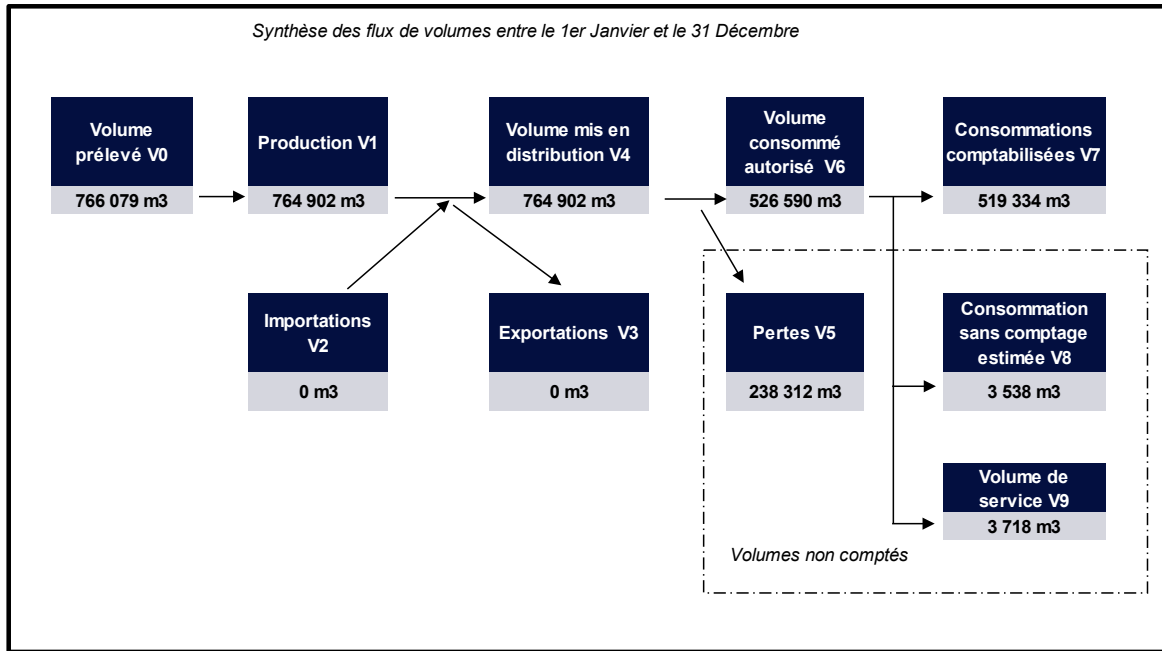 Synthèse des flux de volumes entre le 1er Janvier et le 31 Décembre
Volume
prélevé V0
766 079 m3
Production V1
764 902 m3
Volume mis en
distribution V4
764 902 m3
Volume
consommé
autorisé V6
526 590 m3
Consommations
comptabilisées V7
519 334 m3
Importations
V2
0 m3
Exportations V3
0 m3
Pertes V5
238 312 m3
Consommation
sans comptage
estimée V8
3 538 m3
Volume de
service V9
3 718 m3
Volumes non comptés